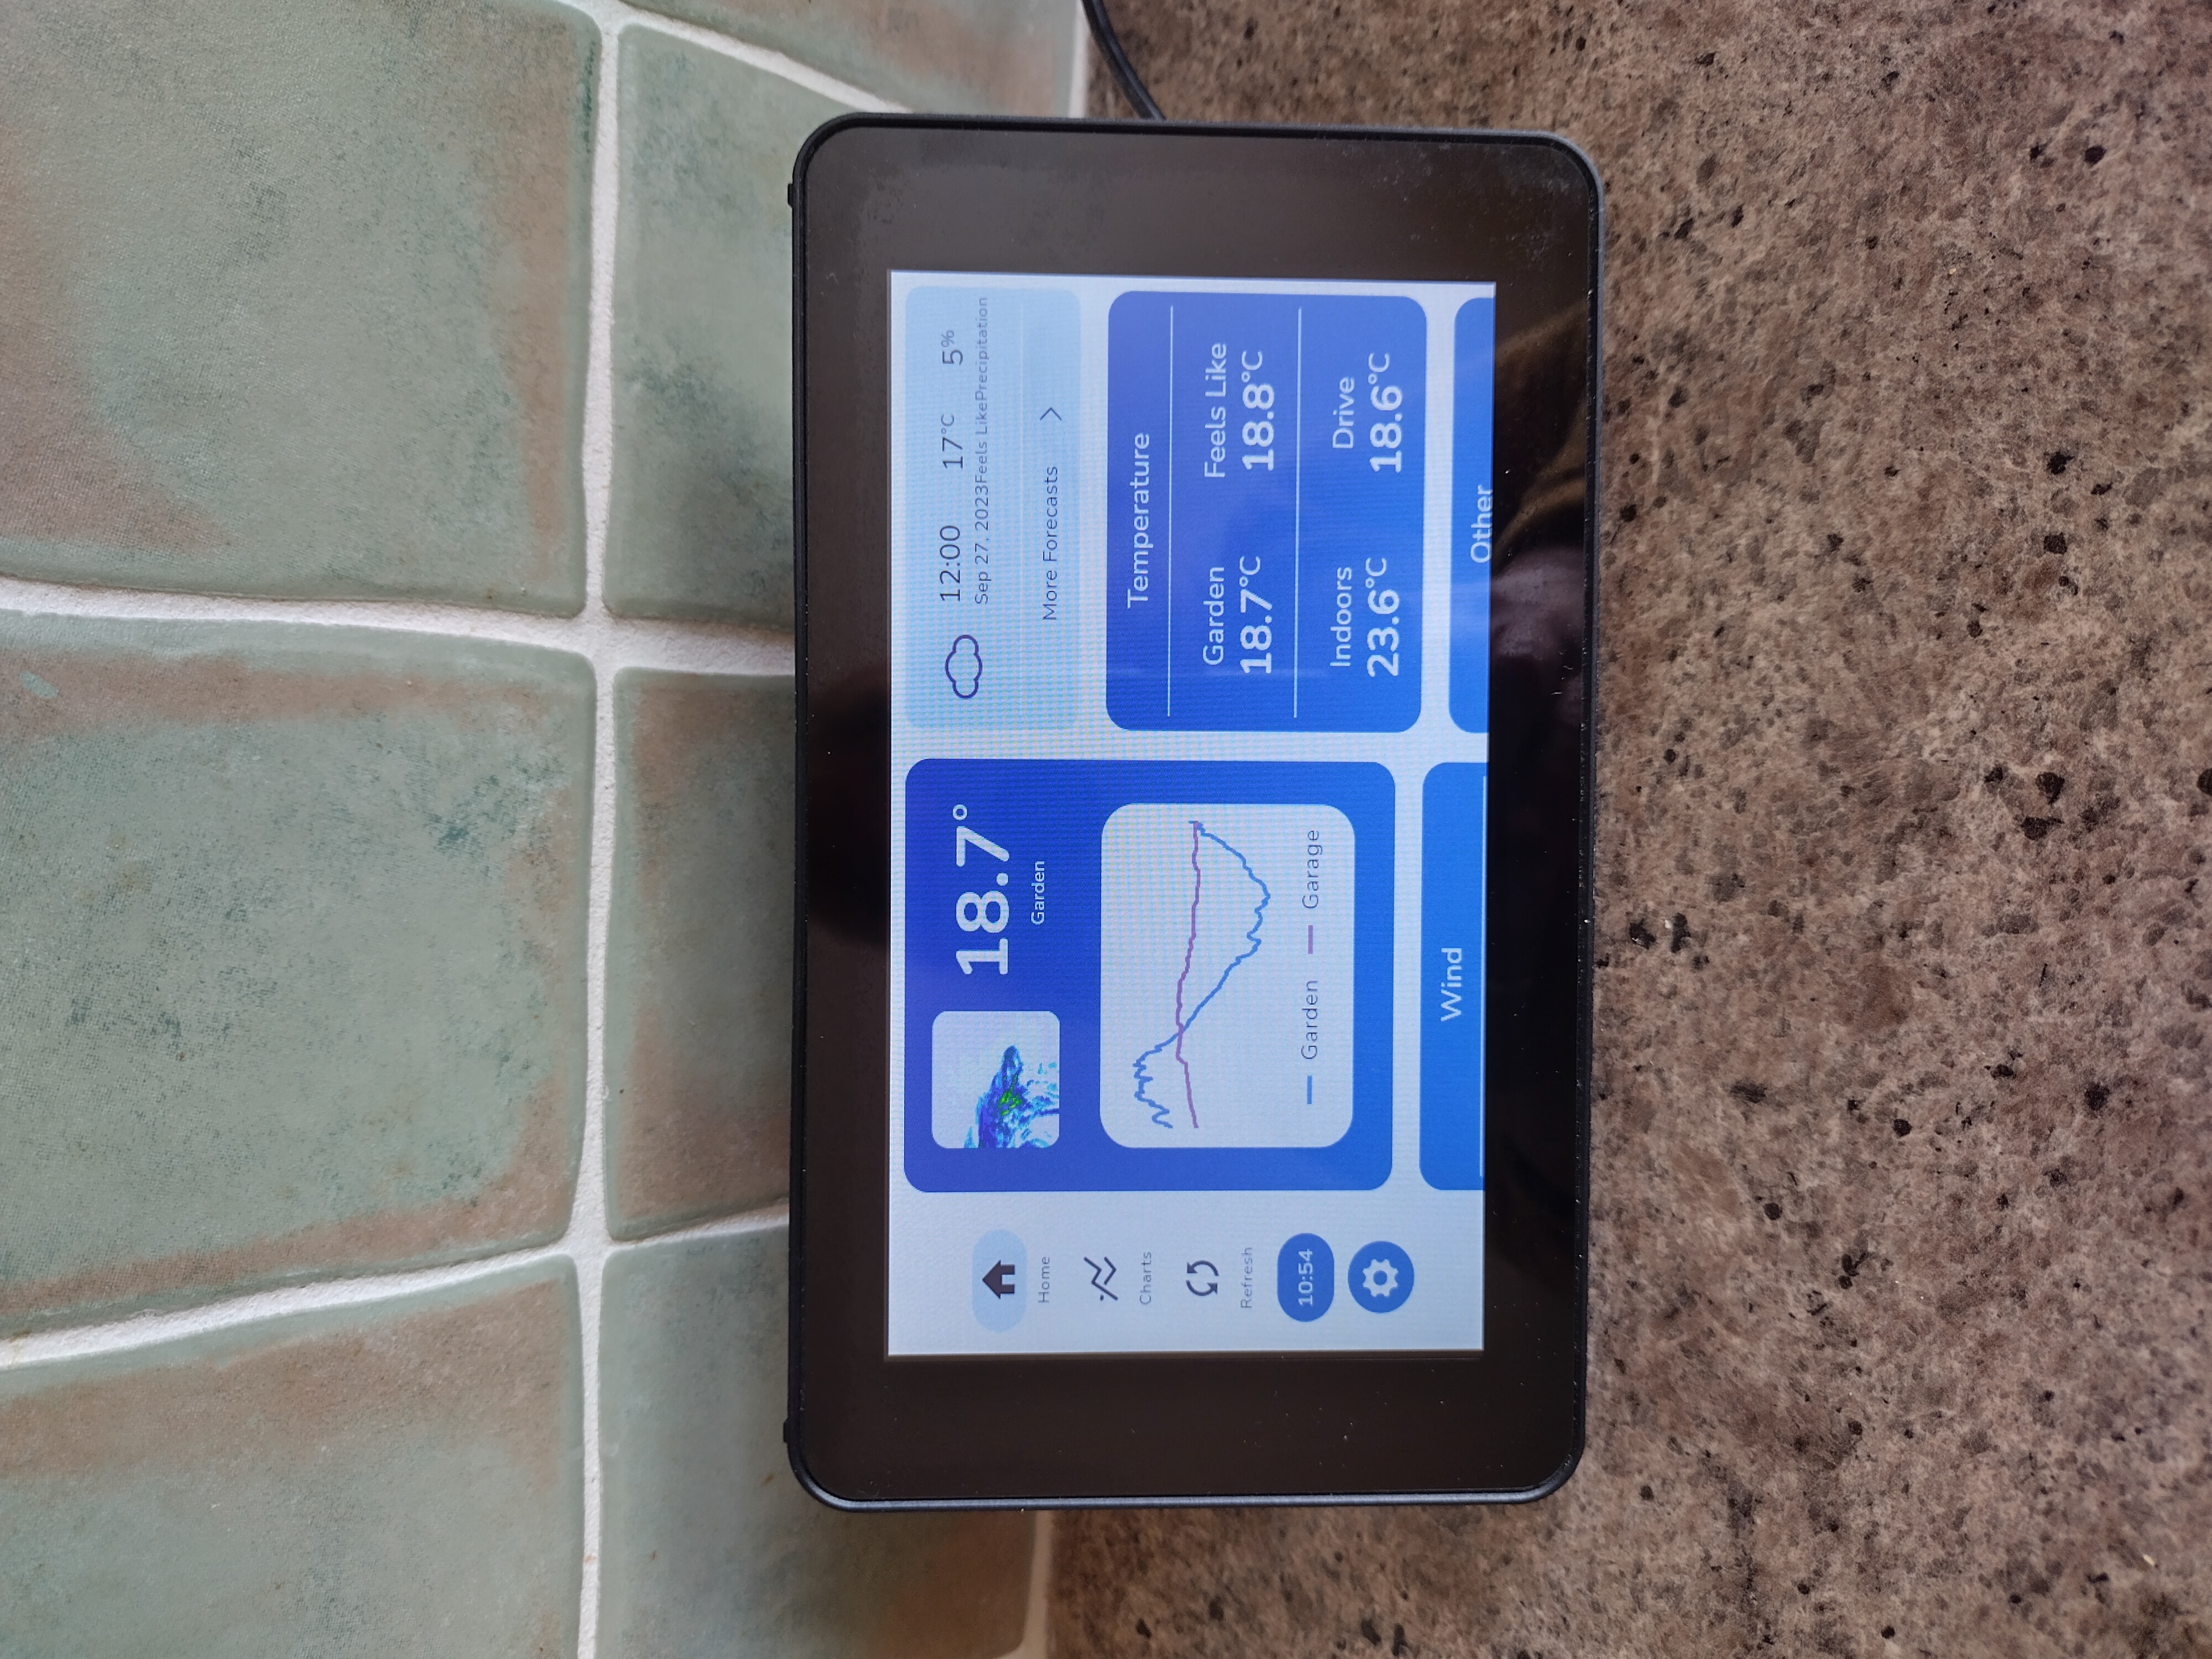 Home
Charts
Refresh
10:54
18.7°
Garden
Garden Garage
Wind
12:00 17°C 5%
Sep 27, 2023 Feels Like Precipitation
More Forecasts
Temperature
Garden Feels Like
18.7°C 18.8°C
Indoors Drive
23.6°C 18.6°C
Other